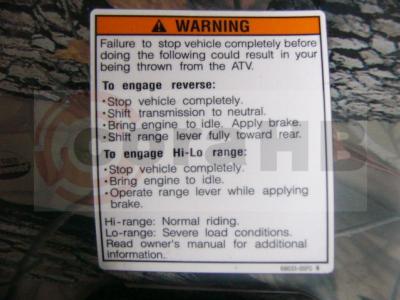 WARNING
Failure to stop vehicle completely before
doing the following could result in your
being thrown from the ATV.
To engage reverse:
・Stop vehicle completely.
・Shift transmission to neutral.
・Bring engine to idle. Apply brake.
・Shift range lever fully toward rear.
To engage Hi-Lo range:
・Stop vehicle completely.
・Bring engine to idle.
・Operate range lever while applying
brake.
Hi-range: Normal riding.
Lo-range: Severe load conditions.
Read owner's manual for additional
information.